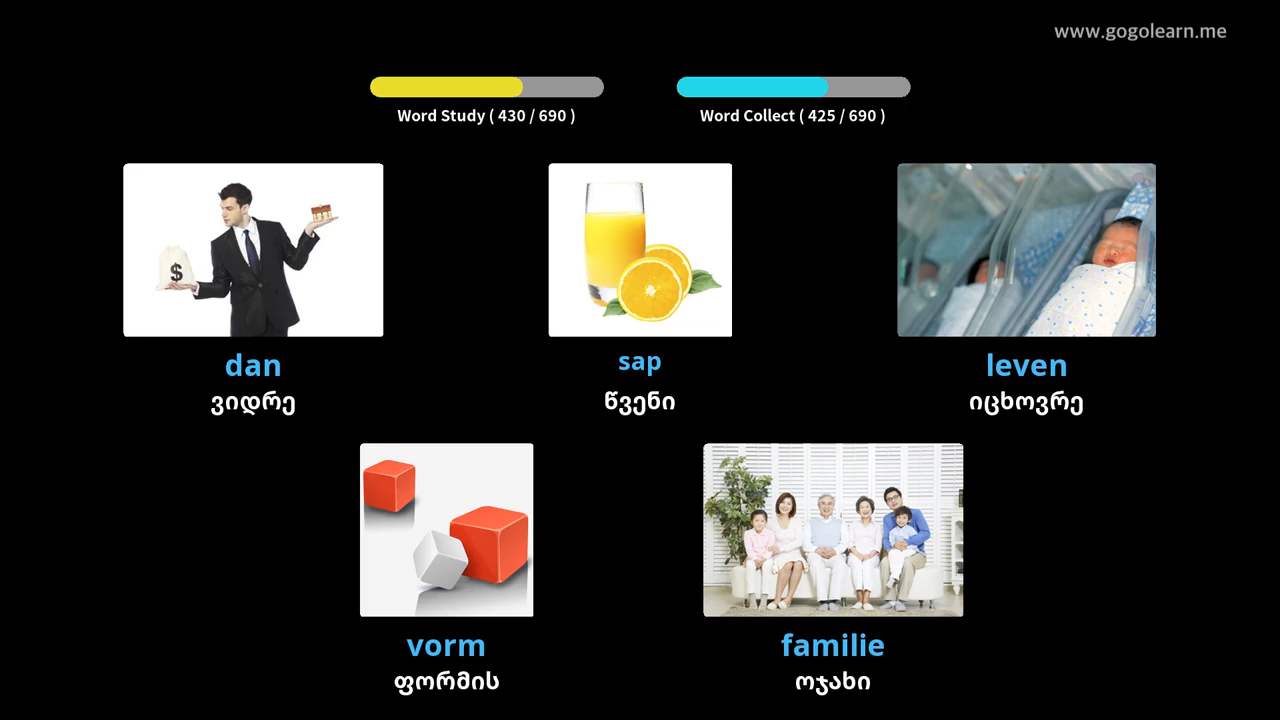 www.gogolearn.me
Word Study ( 430 / 690 )
Word Collect ( 425 / 690 )
$
dan
ვიდრე
sap
წვენი
leven
იცხოვრე
vorm
ფორმის
familie
ოჯახი